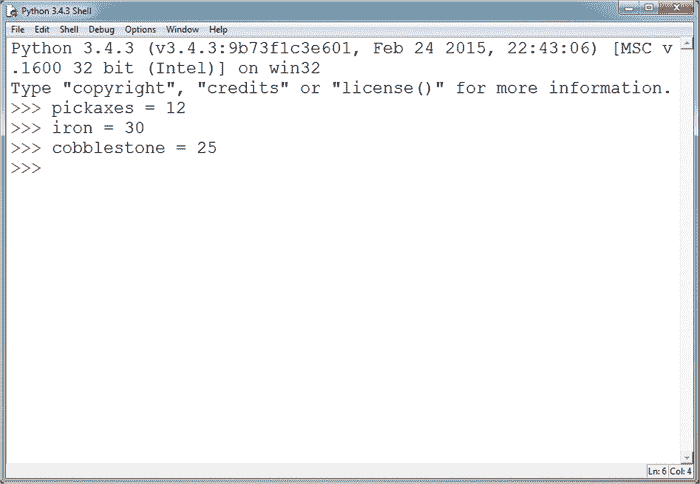 Python 3.4.3 Shell
File Edit Shell Debug Options Window Help
Python 3.4.3 (v3.4.3:9b73f1c3e601, Feb 24 2015, 22:43:06) [MSC v
.1600 32 bit (Intel)] on win32
Type "copyright", "credits" or "license()" for more information.
>>> pickaxes = 12
>>> iron = 30
>>> cobblestone = 25
>>>
Ln: 6 Col: 4